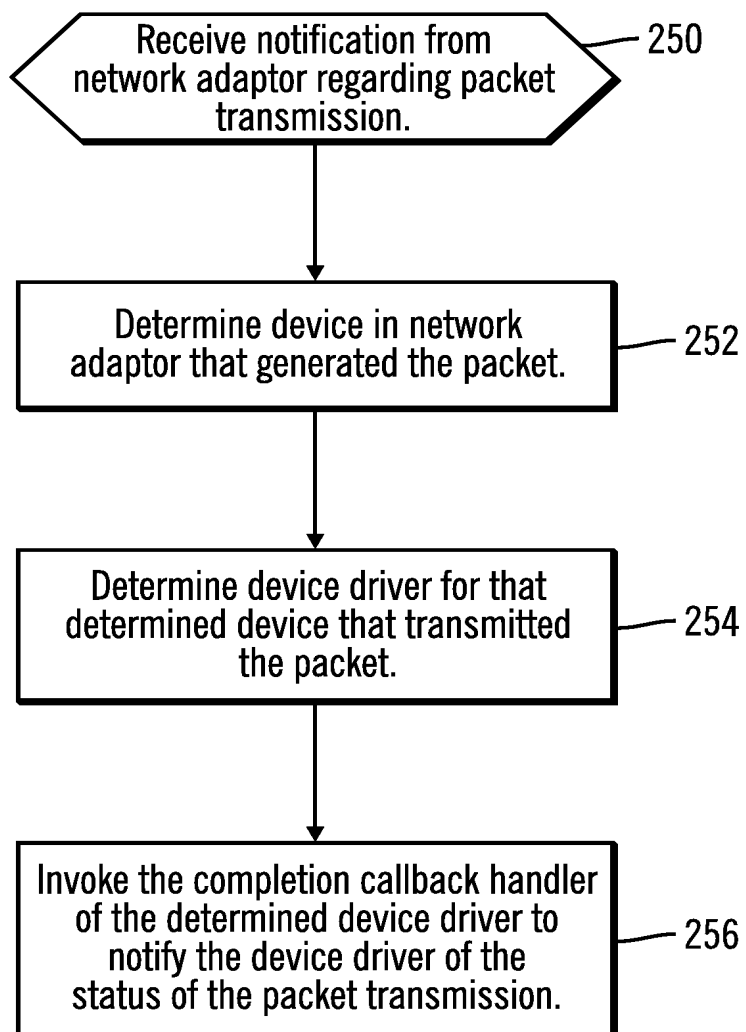 Receive notification from
network adaptor regarding packet
transmission.
250
Determine device in network
adaptor that generated the packet.
252
Determine device driver for that
determined device that transmitted
the packet.
254
Invoke the completion callback handler
of the determined device driver to
notify the device driver of the
status of the packet transmission.
256